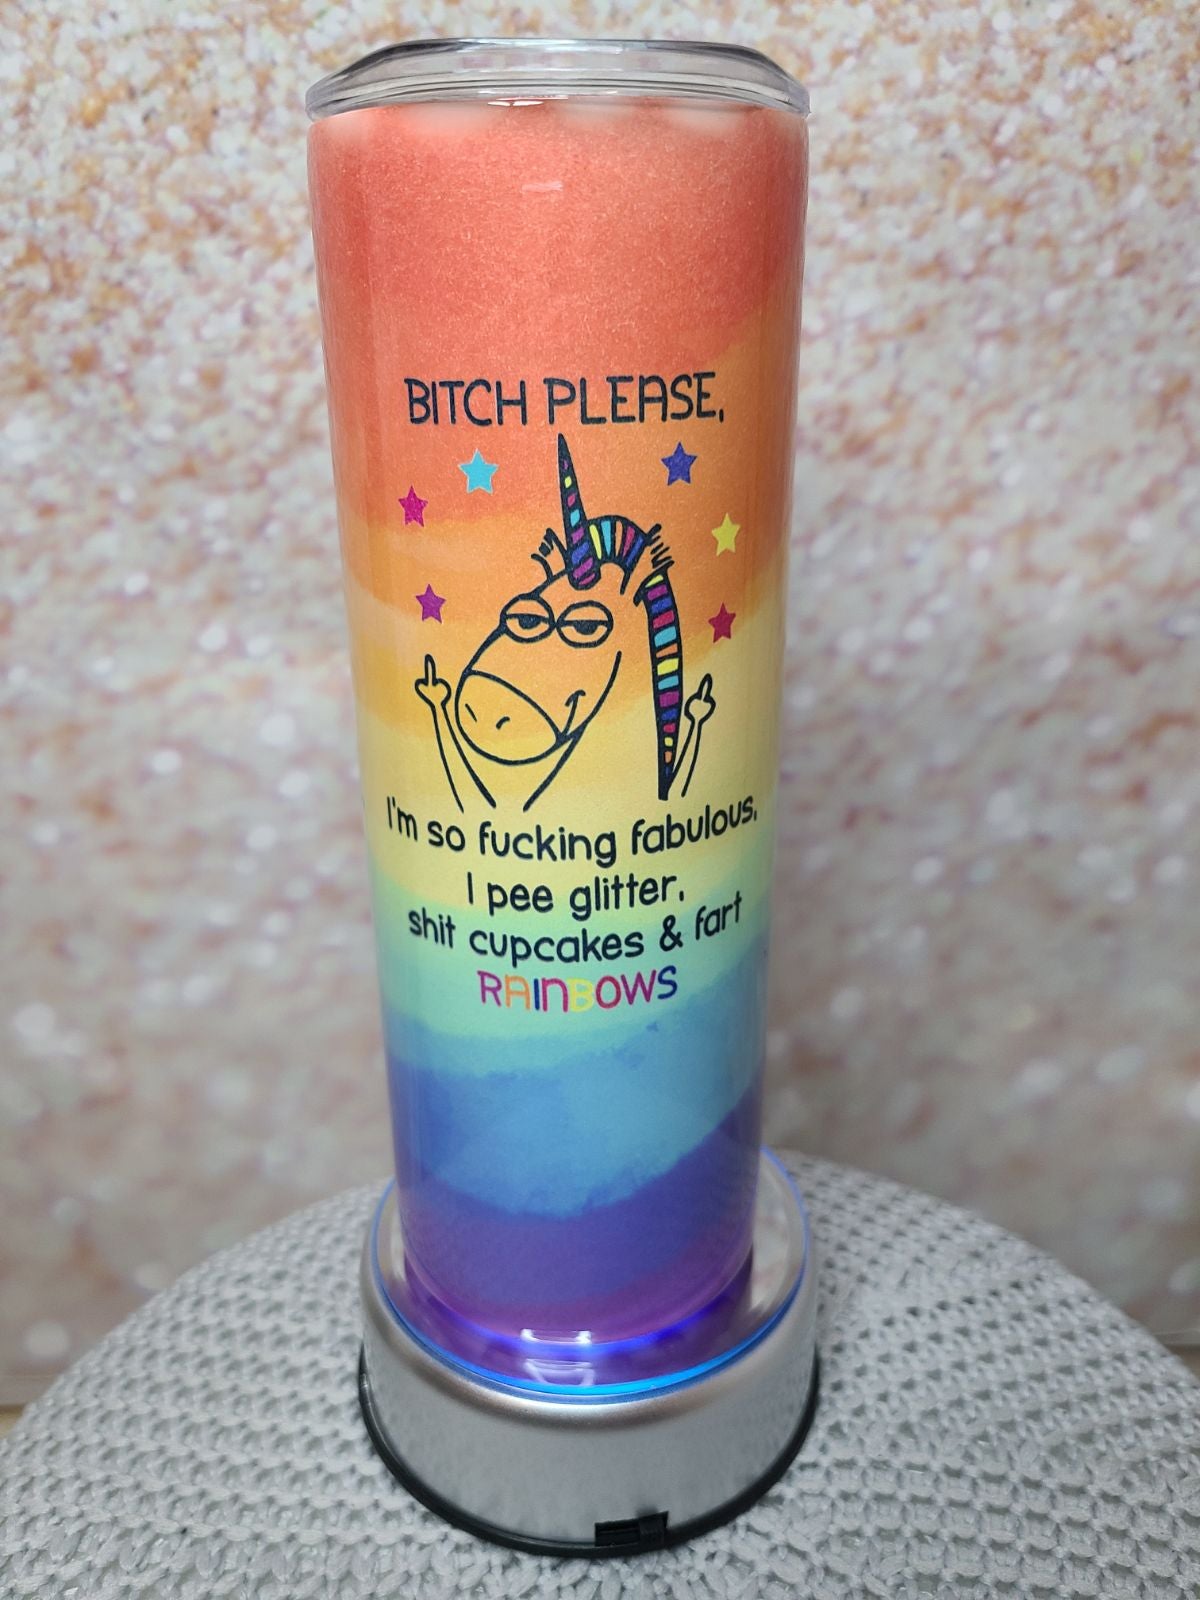 BITCH PLEASE,
I'm so fucking fabulous,
I pee glitter,
shit cupcakes & fart
RAINBOWS